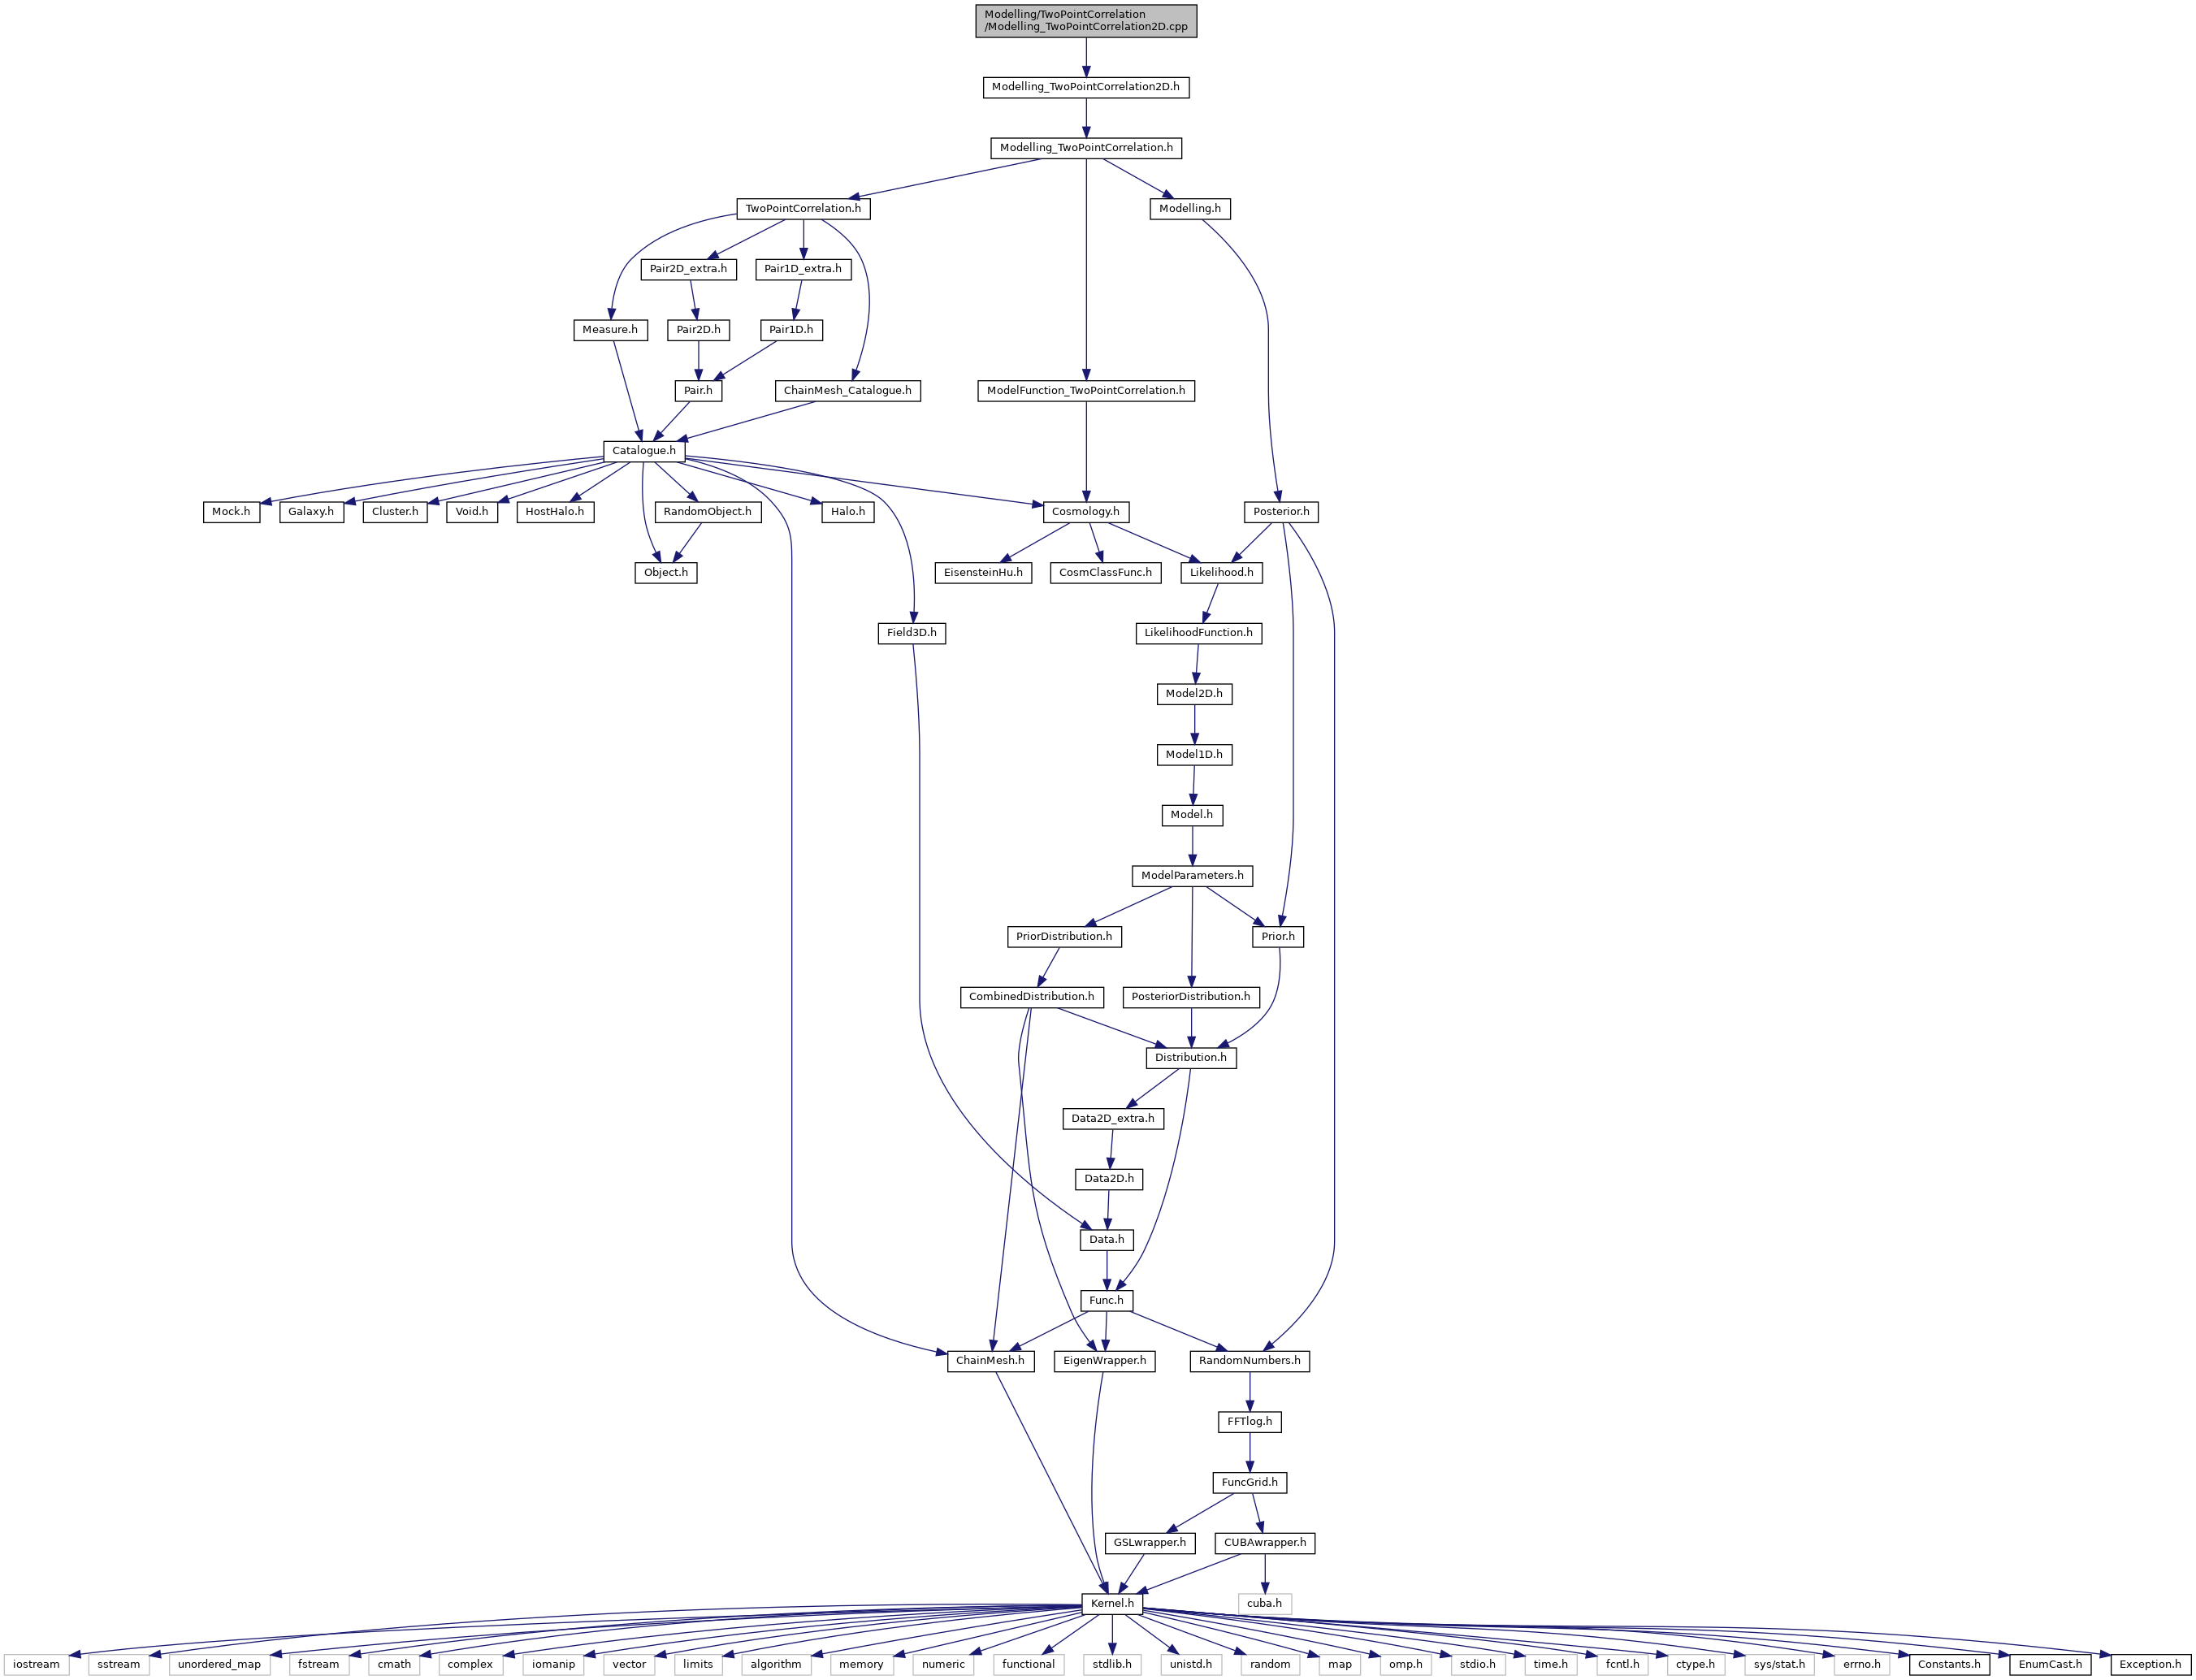 Modelling/TwoPointCorrelation
/Modelling_TwoPointCorrelation2D.cpp
Modelling_TwoPointCorrelation2D.h
Modelling_TwoPointCorrelation.h
TwoPointCorrelation.h
Modelling.h
Pair2D_extra.h
Pair1D_extra.h
Measure.h
Pair2D.h
Pair1D.h
Pair.h
ChainMesh_Catalogue.h
ModelFunction_TwoPointCorrelation.h
Catalogue.h
Mock.h
Galaxy.h
Cluster.h
Void.h
HostHalo.h
RandomObject.h
Halo.h
Cosmology.h
Posterior.h
Object.h
EisensteinHu.h
CosmClassFunc.h
Likelihood.h
Field3D.h
LikelihoodFunction.h
Model2D.h
Model1D.h
Model.h
ModelParameters.h
PriorDistribution.h
Prior.h
CombinedDistribution.h
PosteriorDistribution.h
Distribution.h
Data2D_extra.h
Data2D.h
Data.h
Func.h
ChainMesh.h
EigenWrapper.h
RandomNumbers.h
FFTlog.h
FuncGrid.h
GSLwrapper.h
CUBAwrapper.h
Kernel.h
cuba.h
iostream
sstream
unordered_map
fstream
cmath
complex
iomanip
vector
limits
algorithm
memory
numeric
functional
stdlib.h
unistd.h
random
map
omp.h
stdio.h
time.h
fcntl.h
ctype.h
sys/stat.h
errno.h
Constants.h
EnumCast.h
Exception.h